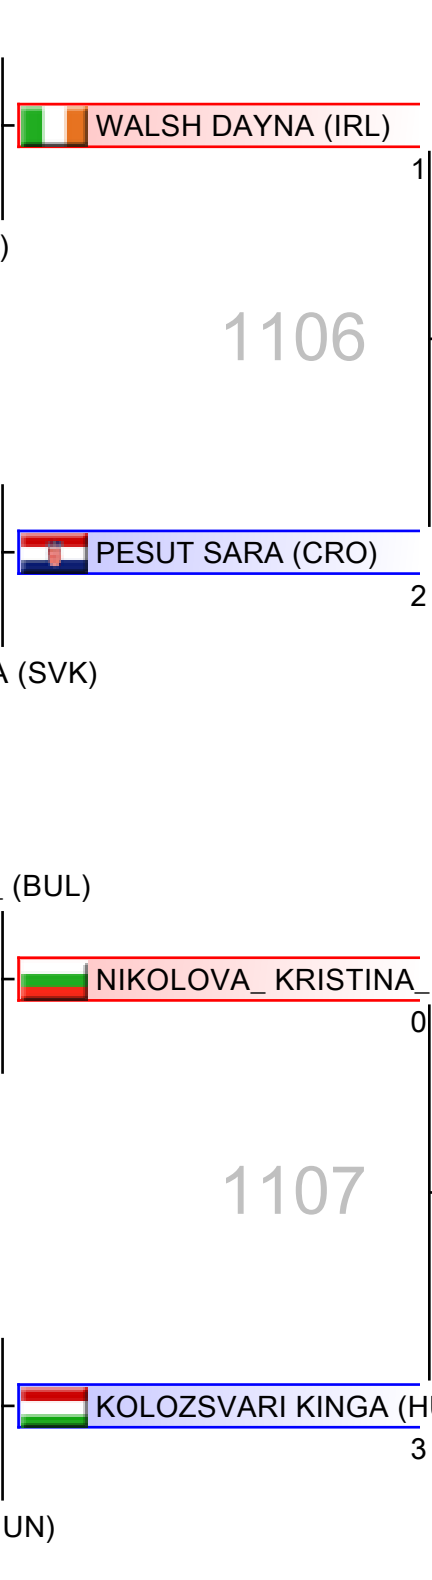 WALSH DAYNA (IRL)
1
)
1106
PESUT SARA (CRO)
2
(SVK)
(BUL)
NIKOLOVA_ KRISTINA_
0
1107
KOLOZSVARI KINGA (HU
3
UN)